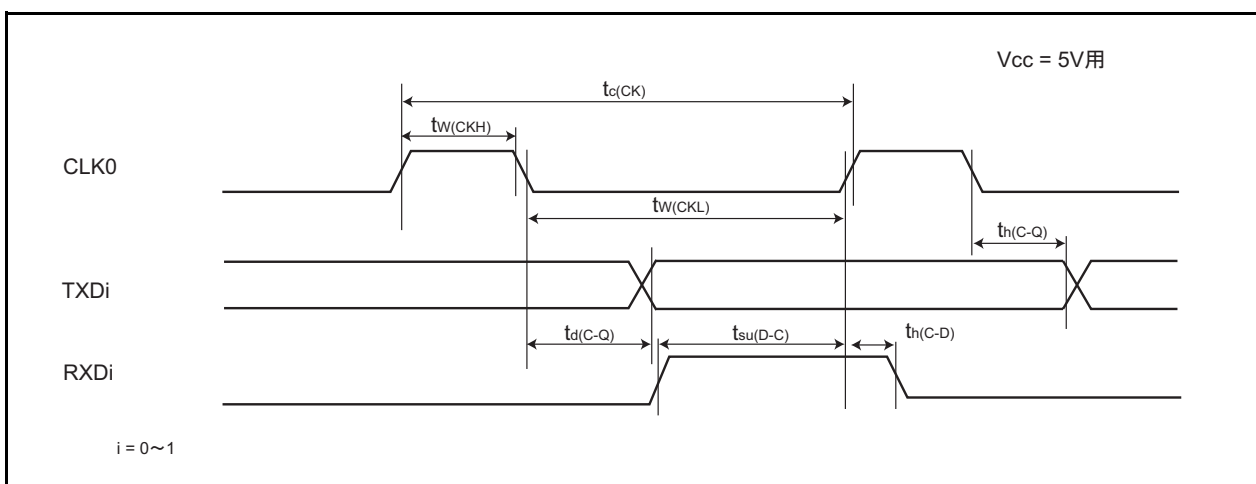 Vcc = 5V用
tc(CK)
tW(CKH)
CLK0
tW(CKL)
th(C-Q)
TXDi
td(C-Q)
tsu(D-C)
th(C-D)
RXDi
i = 0～1